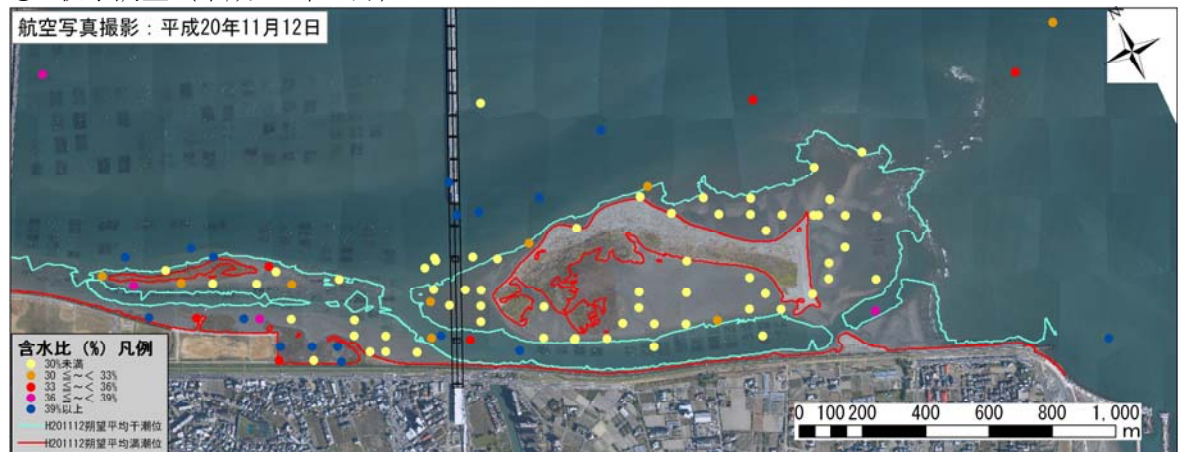 航空写真撮影：平成20年11月12日
N
含水比（%）凡例
30%未満
30 ≦～＜ 33%
33 ≦～＜ 36%
36 ≦～＜ 39%
39%以上
H201112朔望平均干潮位
H201112朔望平均満潮位
0 100 200 400 600 800 1,000
m